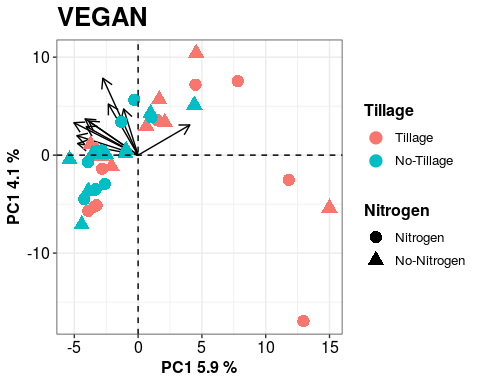 VEGAN
10
0
-10
PC1 4.1 %
-5
0
5
10
15
PC1 5.9 %
Tillage
Tillage
No-Tillage
Nitrogen
Nitrogen
No-Nitrogen